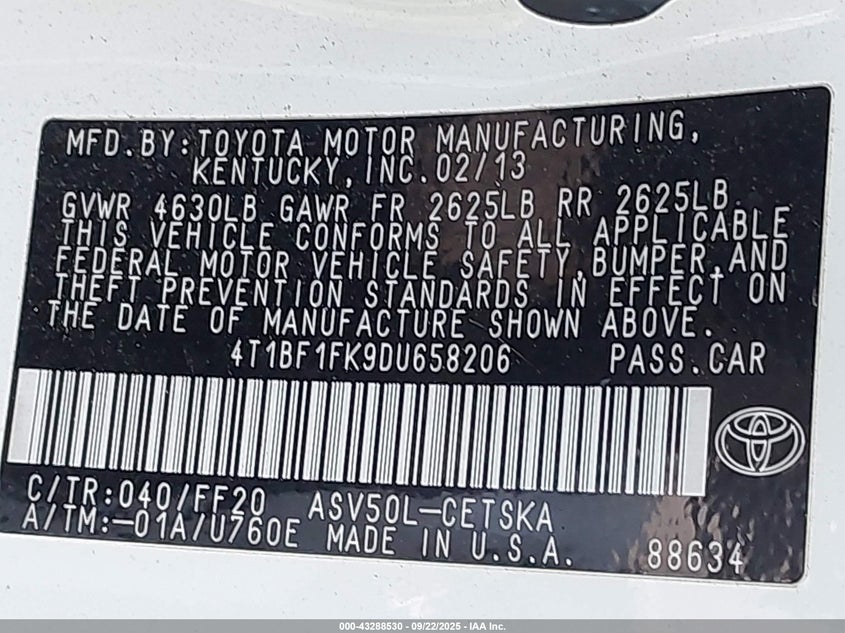 MFD.BY:TOYOTA MOTOR MANUFACTURING,
KENTUCKY,INC.02/13
GVWR 4630LB GAWR FR 2625LB RR 2625LB
THIS VEHICLE CONFORMS TO ALL APPLICABLE
FEDERAL MOTOR VEHICLE SAFETY,BUMPER,AND
THEFT PREVENTION STANDARDS IN EFFECT ON
THE DATE OF MANUFACTURE SHOWN ABOVE.
4T1BF1FK9DU658206 PASS.CAR
C/TR:040/FF20 ASV50L-CETSKA
A/TM:-01A/U760E MADE IN U.S.A. 88634
000-43288530 - 09/22/2025 - IAA Inc.